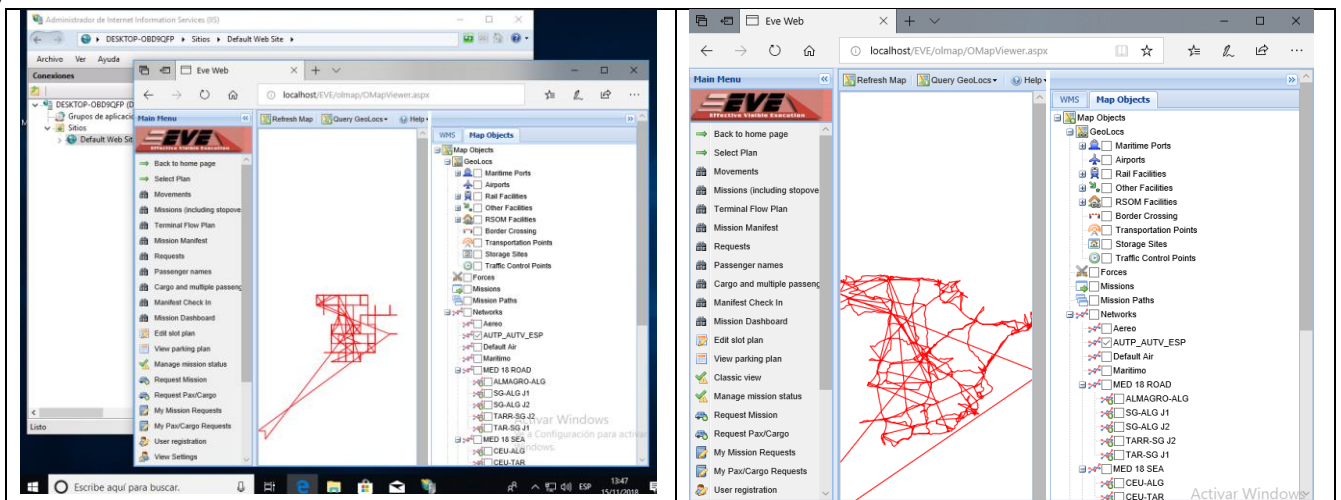 Administrador de Internet Information Services (IIS)
DESKTOP-OBD9QFP ▸ Sitios ▸ Default Web Site ▸
Archivo Ver Ayuda
Conexiones
DESKTOP-OBD9QFP (D
Grupos de aplicació
Sitios
Default Web Sit
Listo
Eve Web
localhost/EVE/olmap/OMapViewer.aspx
Main Menu
Refresh Map
Query GeoLocs
Help
EVE
Effective Visible Execution
Back to home page
Select Plan
Movements
Missions (including stopove
Terminal Flow Plan
Mission Manifest
Requests
Passenger names
Cargo and multiple passeng
Manifest Check In
Mission Dashboard
Edit slot plan
View parking plan
Manage mission status
Request Mission
Request Pax/Cargo
My Mission Requests
My Pax/Cargo Requests
User registration
View Settings
WMS Map Objects
Map Objects
GeoLocs
Maritime Ports
Airports
Rail Facilities
Other Facilities
RSOM Facilities
Border Crossing
Transportation Points
Storage Sites
Traffic Control Points
Forces
Missions
Mission Paths
Networks
Aereo
AUTP_AUTV_ESP
Default Air
Maritimo
MED 18 ROAD
ALMAGRO-ALG
SG-ALG J1
SG-ALG J2
TARR-SG J2
TAR-SG J1
MED 18 SEA
CEU-ALG
CEU-TAR
Activar Windows
a Configuración para activar
Windows.
Escribe aquí para buscar.
ESP
13:47
15/11/2018
Eve Web
localhost/EVE/olmap/OMapViewer.aspx
Main Menu
Refresh Map
Query GeoLocs
Help
EVE
Effective Visible Execution
Back to home page
Select Plan
Movements
Missions (including stopove
Terminal Flow Plan
Mission Manifest
Requests
Passenger names
Cargo and multiple passeng
Manifest Check In
Mission Dashboard
Edit slot plan
View parking plan
Classic view
Manage mission status
Request Mission
Request Pax/Cargo
My Mission Requests
My Pax/Cargo Requests
User registration
WMS Map Objects
Map Objects
GeoLocs
Maritime Ports
Airports
Rail Facilities
Other Facilities
RSOM Facilities
Border Crossing
Transportation Points
Storage Sites
Traffic Control Points
Forces
Missions
Mission Paths
Networks
Aereo
AUTP_AUTV_ESP
Default Air
Maritimo
MED 18 ROAD
ALMAGRO-ALG
SG-ALG J1
SG-ALG J2
TARR-SG J2
TAR-SG J1
MED 18 SEA
CEU-ALG
CEU-TAR
Activar Windows